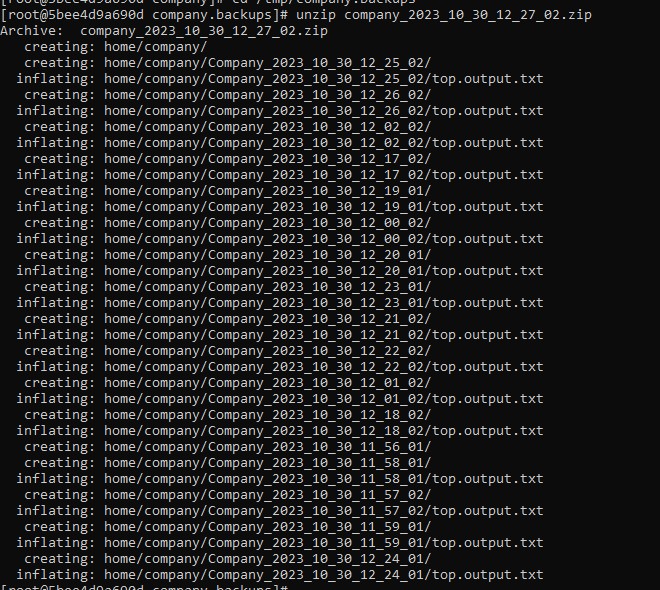 [root@5bee4d9a690d company]# cd /tmp/company.backups
[root@5bee4d9a690d company.backups]# unzip company_2023_10_30_12_27_02.zip
Archive:  company_2023_10_30_12_27_02.zip
   creating: home/company/
   creating: home/company/Company_2023_10_30_12_25_02/
  inflating: home/company/Company_2023_10_30_12_25_02/top.output.txt
   creating: home/company/Company_2023_10_30_12_26_02/
  inflating: home/company/Company_2023_10_30_12_26_02/top.output.txt
   creating: home/company/Company_2023_10_30_12_02_02/
  inflating: home/company/Company_2023_10_30_12_02_02/top.output.txt
   creating: home/company/Company_2023_10_30_12_17_02/
  inflating: home/company/Company_2023_10_30_12_17_02/top.output.txt
   creating: home/company/Company_2023_10_30_12_19_01/
  inflating: home/company/Company_2023_10_30_12_19_01/top.output.txt
   creating: home/company/Company_2023_10_30_12_00_02/
  inflating: home/company/Company_2023_10_30_12_00_02/top.output.txt
   creating: home/company/Company_2023_10_30_12_20_01/
  inflating: home/company/Company_2023_10_30_12_20_01/top.output.txt
   creating: home/company/Company_2023_10_30_12_23_01/
  inflating: home/company/Company_2023_10_30_12_23_01/top.output.txt
   creating: home/company/Company_2023_10_30_12_21_02/
  inflating: home/company/Company_2023_10_30_12_21_02/top.output.txt
   creating: home/company/Company_2023_10_30_12_22_02/
  inflating: home/company/Company_2023_10_30_12_22_02/top.output.txt
   creating: home/company/Company_2023_10_30_12_01_02/
  inflating: home/company/Company_2023_10_30_12_01_02/top.output.txt
   creating: home/company/Company_2023_10_30_12_18_02/
  inflating: home/company/Company_2023_10_30_12_18_02/top.output.txt
   creating: home/company/Company_2023_10_30_11_56_01/
   creating: home/company/Company_2023_10_30_11_58_01/
  inflating: home/company/Company_2023_10_30_11_58_01/top.output.txt
   creating: home/company/Company_2023_10_30_11_57_02/
  inflating: home/company/Company_2023_10_30_11_57_02/top.output.txt
   creating: home/company/Company_2023_10_30_11_59_01/
  inflating: home/company/Company_2023_10_30_11_59_01/top.output.txt
   creating: home/company/Company_2023_10_30_12_24_01/
  inflating: home/company/Company_2023_10_30_12_24_01/top.output.txt
[root@5bee4d9a690d company.backups]#